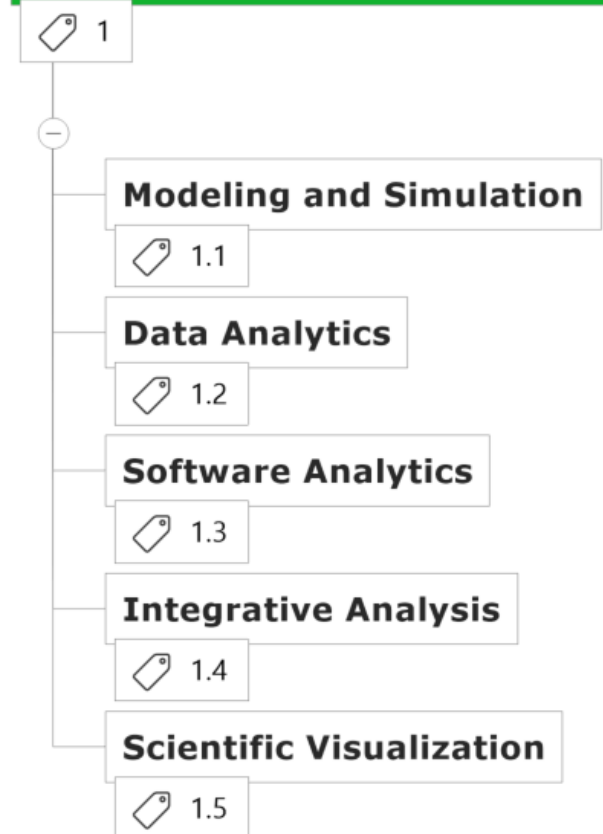 1
Modeling and Simulation
1.1
Data Analytics
1.2
Software Analytics
1.3
Integrative Analysis
1.4
Scientific Visualization
1.5